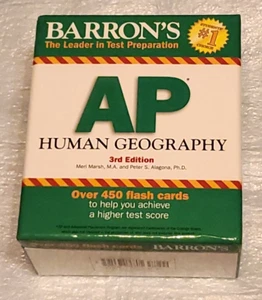 BARRON'S
The Leader in Test Preparation
#1
AP
HUMAN GEOGRAPHY
3rd Edition
Meri Marsh, M.A. and Peter S. Alagona, Ph.D.
Over 450 flash cards
to help you achieve
a higher test score
BARRON'S